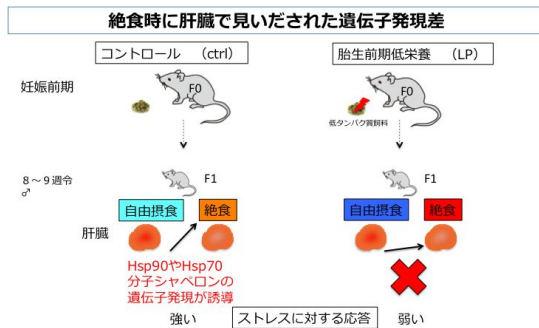 絶食時に肝臓で見いだされた遺伝子発現差
コントロール （ctrl）
胎生前期低栄養 （LP）
妊娠前期
F0
F0
低タンパク質飼料
8～9週令
♂
F1
F1
自由摂食
絶食
自由摂食
絶食
肝臓
Hsp90やHsp70
分子シャペロンの
遺伝子発現が誘導
強い
ストレスに対する応答
弱い